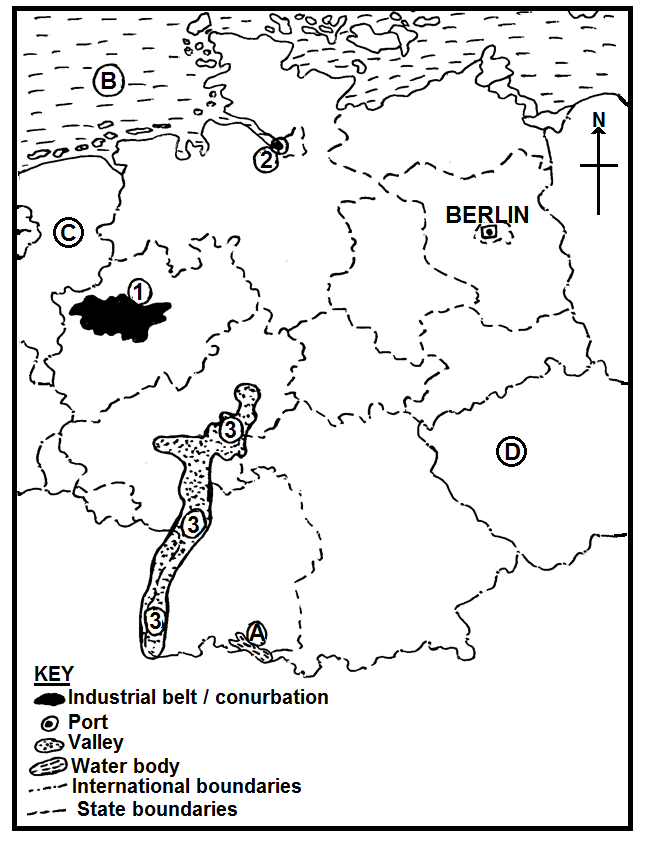 B
N
2
BERLIN
C
1
3
D
3
3
A
KEY
Industrial belt / conurbation
Port
Valley
Water body
International boundaries
State boundaries